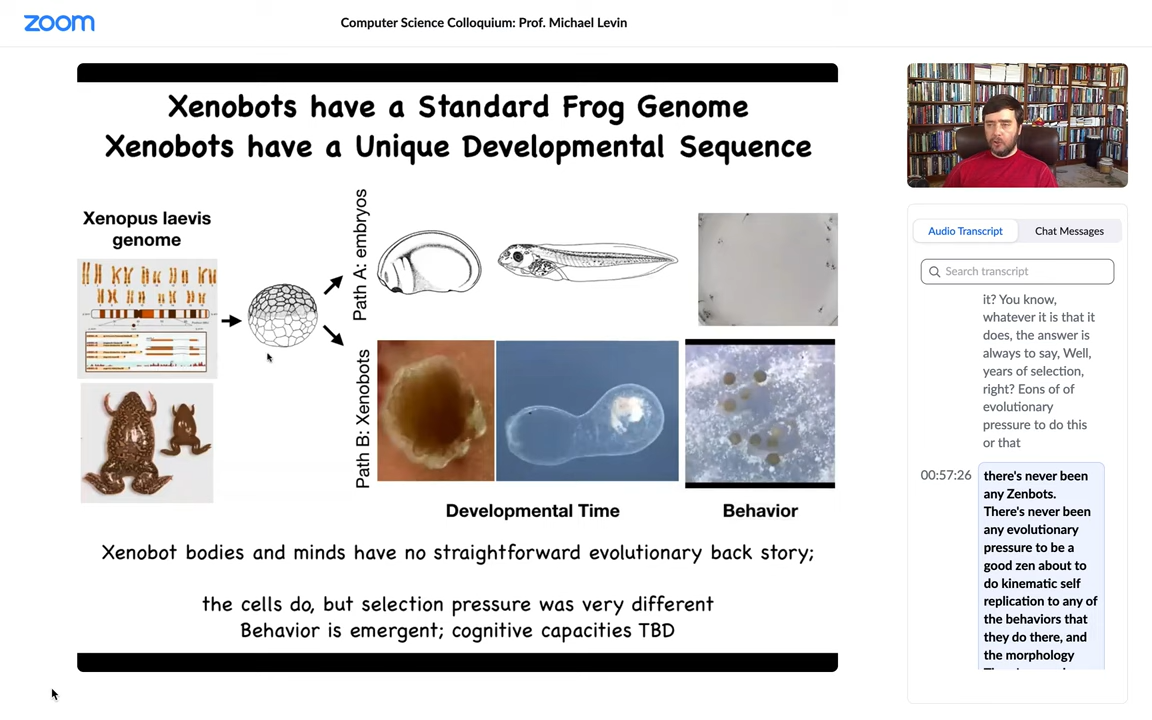 zoom
Computer Science Colloquium: Prof. Michael Levin
Xenobots have a Standard Frog Genome
Xenobots have a Unique Developmental Sequence
Xenopus laevis
genome
Path A: embryos
Path B: Xenobots
Developmental Time
Behavior
Xenobot bodies and minds have no straightforward evolutionary back story;
the cells do, but selection pressure was very different
Behavior is emergent; cognitive capacities TBD
Audio Transcript
Chat Messages
Search transcript
it? You know,
whatever it is that it
does, the answer is
always to say, Well,
years of selection,
right? Eons of of
evolutionary
pressure to do this
or that
00:57:26
there's never been
any Zenbots.
There's never been
any evolutionary
pressure to be a
good zen about to
do kinematic self
replication to any of
the behaviors that
they do there, and
the morphology